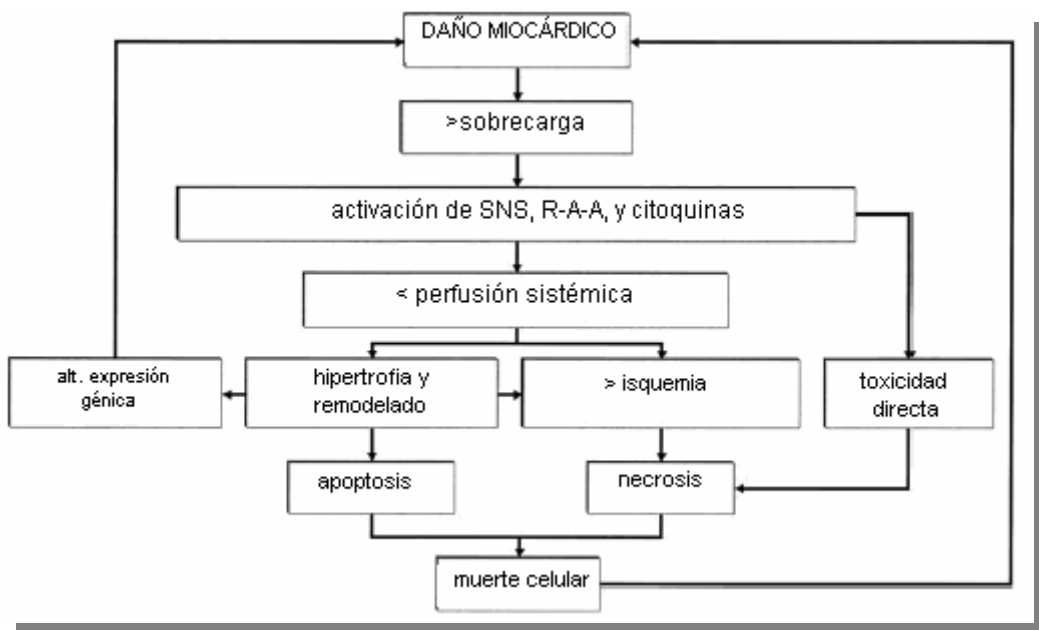 DAÑO MIOCÁRDICO
>sobrecarga
activación de SNS, R-A-A, y citoquinas
< perfusión sistémica
alt. expresión
génica
hipertrofia y
remodelado
> isquemia
toxicidad
directa
apoptosis
necrosis
muerte celular